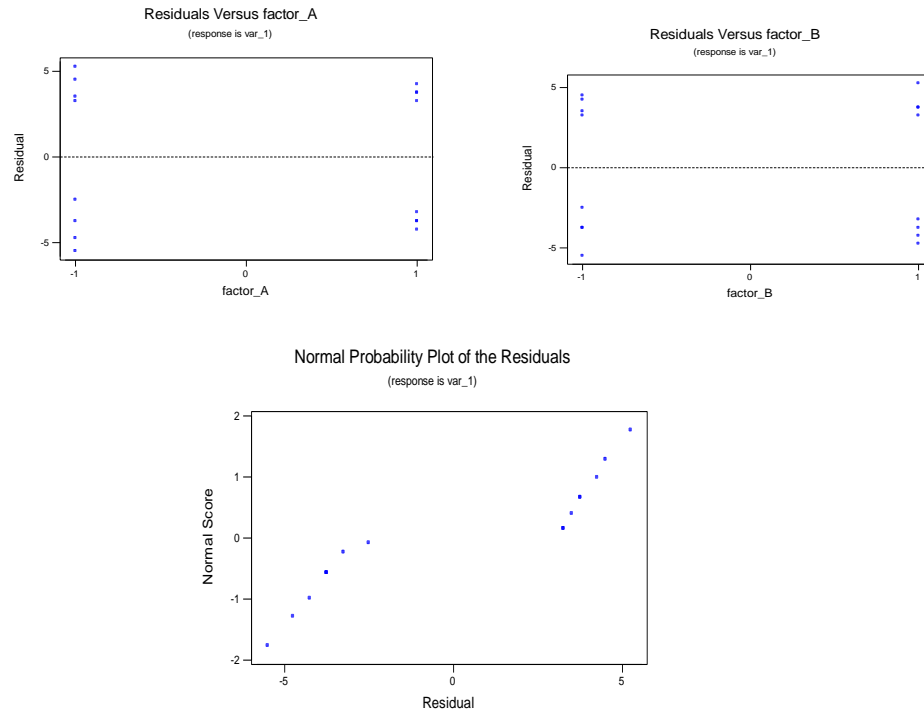 Residuals Versus factor_A
(response is var_1)
5
0
-5
Residual
-1
0
1
factor_A
Residuals Versus factor_B
(response is var_1)
5
0
-5
Residual
-1
0
1
factor_B
Normal Probability Plot of the Residuals
(response is var_1)
2
1
0
-1
-2
Normal Score
-5
0
5
Residual